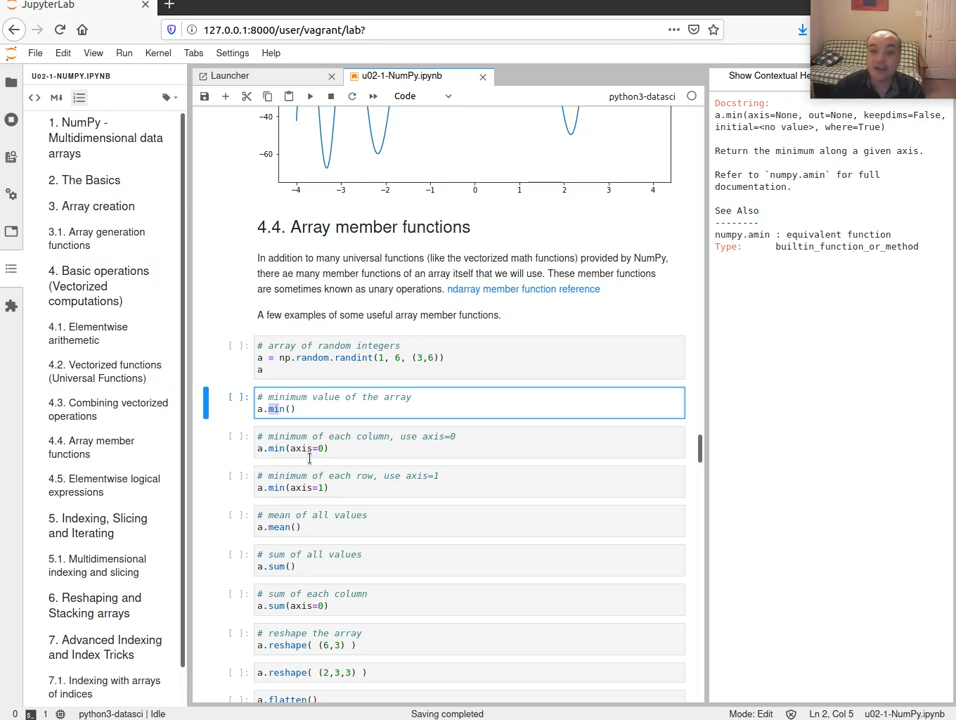 JupyterLab
127.0.0.1:8000/user/vagrant/lab?
File Edit View Run Kernel Tabs Settings Help
U02-1-NUMPY.IPYNB
1. NumPy -
Multidimensional data
arrays
2. The Basics
3. Array creation
3.1. Array generation
functions
4. Basic operations
(Vectorized
computations)
4.1. Elementwise
arithemetic
4.2. Vectorized functions
(Universal Functions)
4.3. Combining vectorized
operations
4.4. Array member
functions
4.5. Elementwise logical
expressions
5. Indexing, Slicing
and Iterating
5.1. Multidimensional
indexing and slicing
6. Reshaping and
Stacking arrays
7. Advanced Indexing
and Index Tricks
7.1. Indexing with arrays
of indices
Launcher
u02-1-NumPy.ipynb
Code
python3-datasci
-40
-60
-4 -3 -2 -1 0 1 2 3 4
4.4. Array member functions
In addition to many universal functions (like the vectorized math functions) provided by NumPy,
there ae many member functions of an array itself that we will use. These member functions
are sometimes known as unary operations. ndarray member function reference
A few examples of some useful array member functions.
[ ]: # array of random integers
a = np.random.randint(1, 6, (3,6))
a
[ ]: # minimum value of the array
a.min()
[ ]: # minimum of each column, use axis=0
a.min(axis=0)
[ ]: # minimum of each row, use axis=1
a.min(axis=1)
[ ]: # mean of all values
a.mean()
[ ]: # sum of all values
a.sum()
[ ]: # sum of each column
a.sum(axis=0)
[ ]: # reshape the array
a.reshape( (6,3) )
[ ]: a.reshape( (2,3,3) )
[ ]: a.flatten()
Show Contextual He
Docstring:
a.min(axis=None, out=None, keepdims=False,
initial=<no value>, where=True)
Return the minimum along a given axis.
Refer to `numpy.amin` for full
documentation.
See Also
--------
numpy.amin : equivalent function
Type: builtin_function_or_method
0 1 python3-datasci | Idle
Saving completed
Mode: Edit Ln 2, Col 5 u02-1-NumPy.ipynb